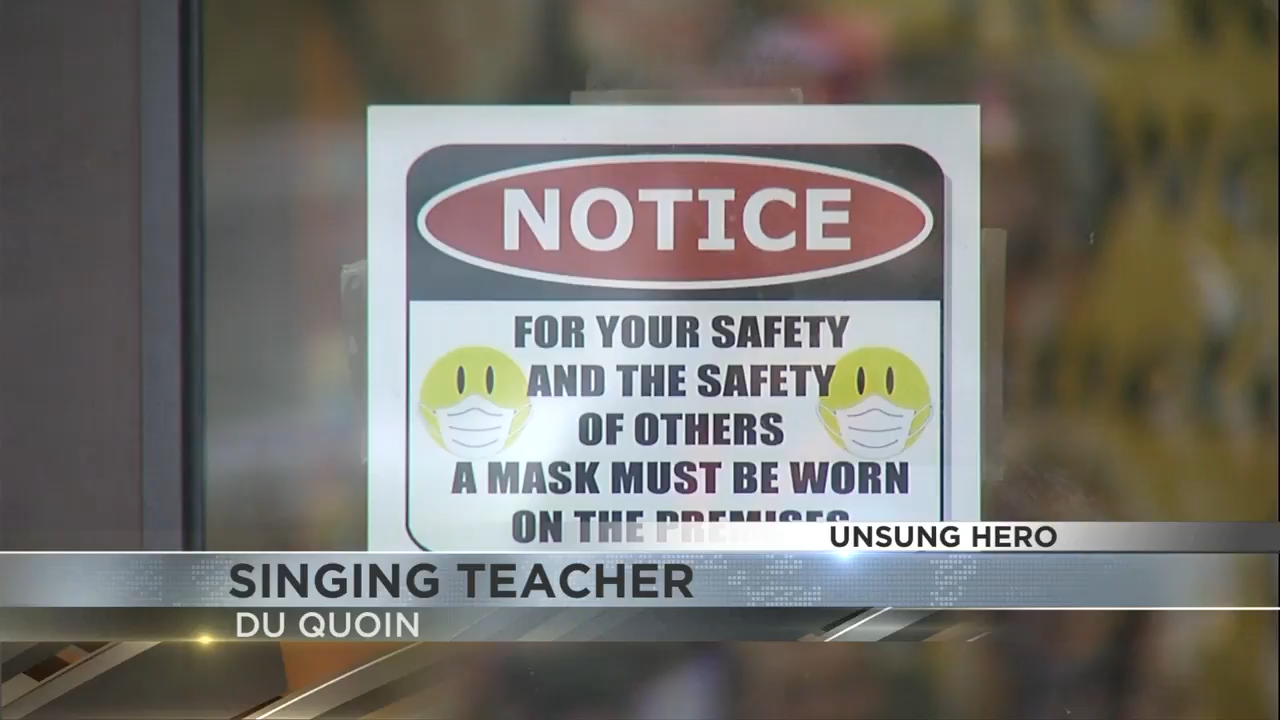 NOTICE
FOR YOUR SAFETY
AND THE SAFETY
OF OTHERS
A MASK MUST BE WORN
ON THE PREMISES
UNSUNG HERO
SINGING TEACHER
DU QUOIN